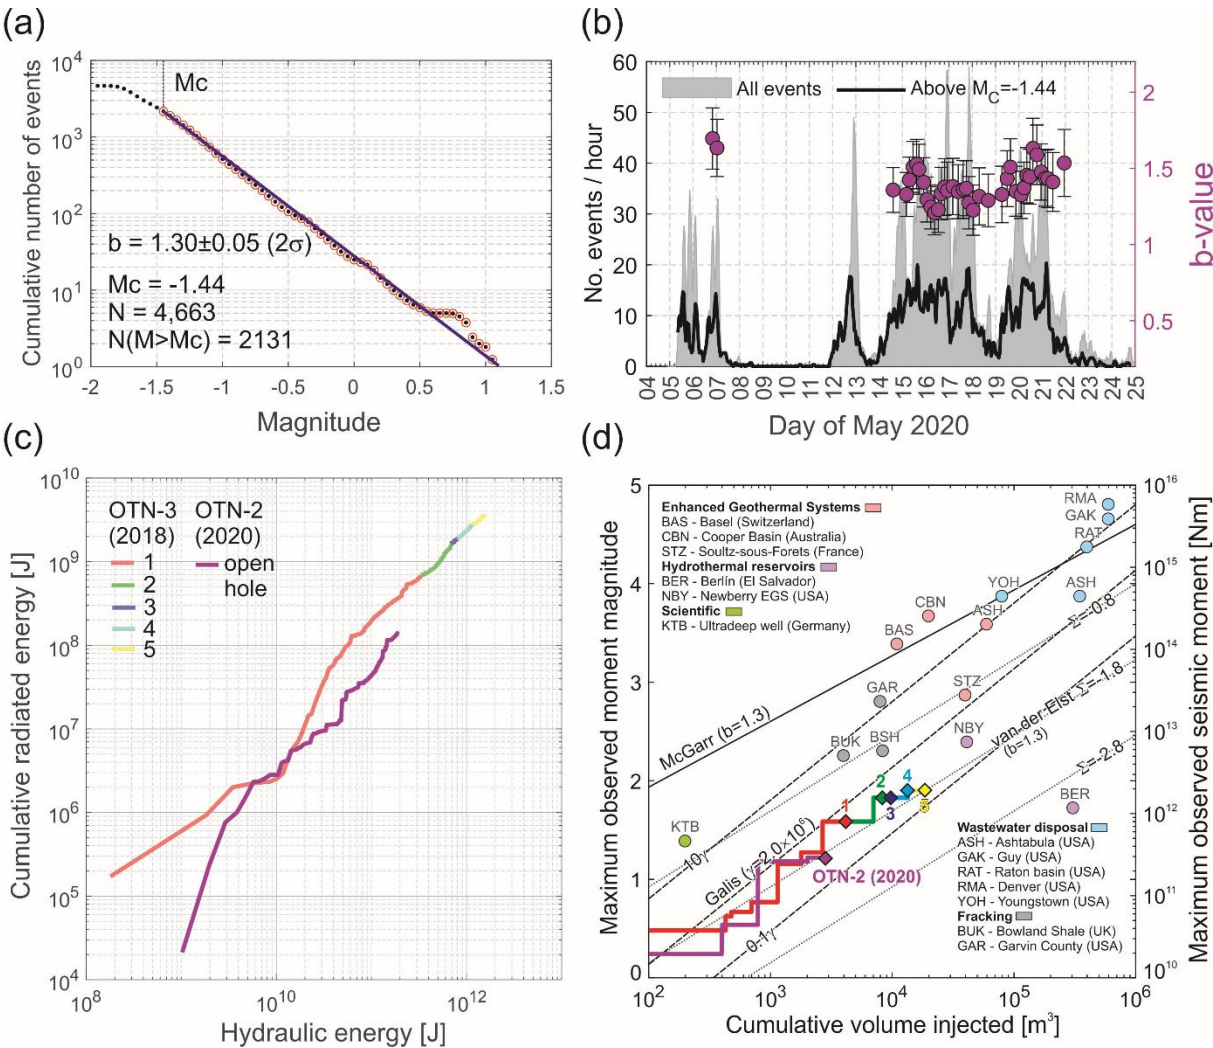 (a)
Cumulative number of events
10^4
10^3
10^2
10^1
10^0
Mc
b = 1.30±0.05 (2σ)
Mc = -1.44
N = 4,663
N(M>Mc) = 2131
-2 -1.5 -1 -0.5 0 0.5 1 1.5
Magnitude
(b)
No. events / hour
60
50
40
30
20
10
0
All events
Above M_C=-1.44
2
1.5
1
0.5
b-value
04 05 06 07 08 09 10 11 12 13 14 15 16 17 18 19 20 21 22 23 24 25
Day of May 2020
(c)
Cumulative radiated energy [J]
10^10
10^9
10^8
10^7
10^6
10^5
10^4
OTN-3 OTN-2
(2018) (2020)
1 open
2 hole
3
4
5
10^8 10^10 10^12
Hydraulic energy [J]
(d)
Maximum observed moment magnitude
5
4
3
2
1
0
Enhanced Geothermal Systems
BAS - Basel (Switzerland)
CBN - Cooper Basin (Australia)
STZ - Soultz-sous-Forets (France)
Hydrothermal reservoirs
BER - Berlín (El Salvador)
NBY - Newberry EGS (USA)
Scientific
KTB - Ultradeep well (Germany)
RMA
GAK
RAT
YOH
ASH
CBN
ASH
BAS
Σ=-0.8
GAR
STZ
McGarr (b=1.3)
BUK
BSH
NBY
van der Elst Σ=-1.8
(b=1.3)
Σ=-2.8
BER
KTB
10γ
Galis (γ=2.0×10^6)
0.1γ
1
2
3
4
5
OTN-2 (2020)
Wastewater disposal
ASH - Ashtabula (USA)
GAK - Guy (USA)
RAT - Raton basin (USA)
RMA - Denver (USA)
YOH - Youngstown (USA)
Fracking
BUK - Bowland Shale (UK)
GAR - Garvin County (USA)
10^16
10^15
10^14
10^13
10^12
10^11
10^10
Maximum observed seismic moment [Nm]
10^2 10^3 10^4 10^5 10^6
Cumulative volume injected [m^3]